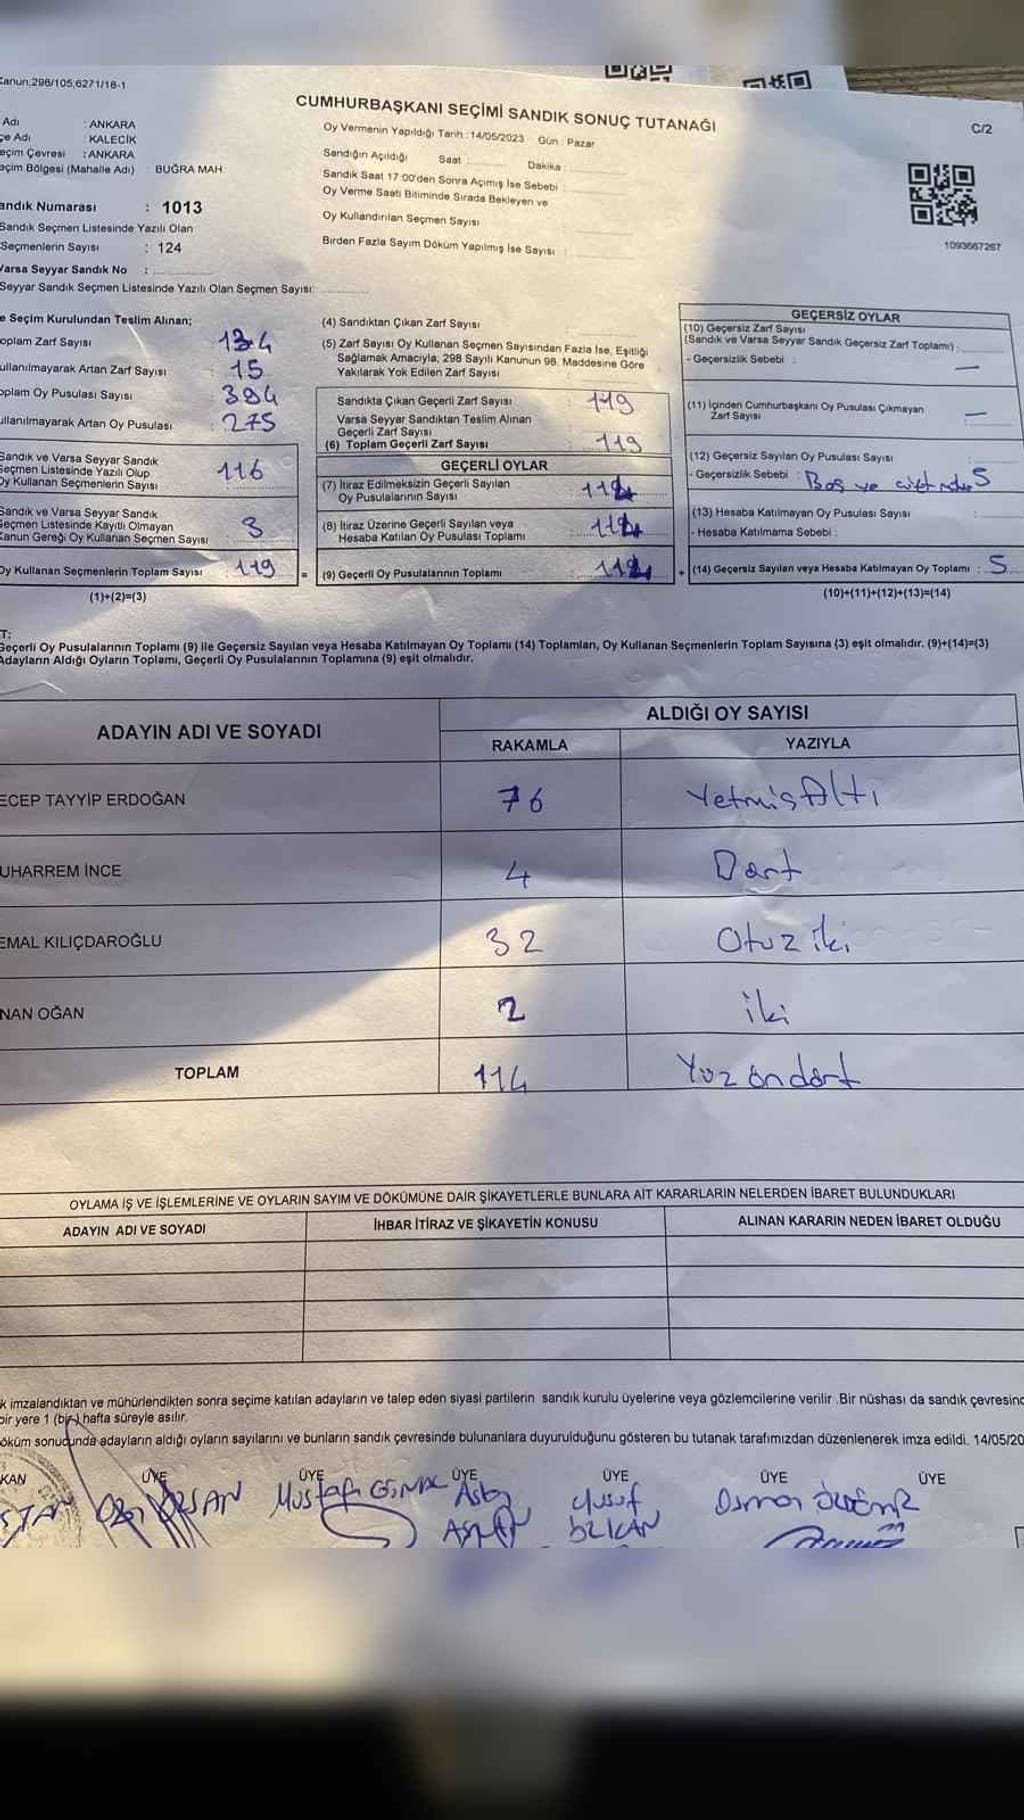 Kanun:298/105;6271/18-1
CUMHURBAŞKANI SEÇİMİ SANDIK SONUÇ TUTANAĞI
C/2
Adı : ANKARA
çe Adı : KALECİK
eçim Çevresi : ANKARA
eçim Bölgesi (Mahalle Adı) : BUĞRA MAH.
andık Numarası : 1013
Sandık Seçmen Listesinde Yazılı Olan
Seçmenlerin Sayısı : 124
Varsa Seyyar Sandık No :
Seyyar Sandık Seçmen Listesinde Yazılı Olan Seçmen Sayısı:
Oy Vermenin Yapıldığı Tarih : 14/05/2023 Gün : Pazar
Sandığın Açıldığı Saat : Dakika :
Sandık Saat 17:00'den Sonra Açımış İse Sebebi :
Oy Verme Saati Bitiminde Sırada Bekleyen ve
Oy Kullandırılan Seçmen Sayısı :
Birden Fazla Sayım Döküm Yapılmış İse Sayısı :
1093667267
e Seçim Kurulundan Teslim Alınan;
oplam Zarf Sayısı : 134
ullanılmayarak Artan Zarf Sayısı : 15
oplam Oy Pusulası Sayısı : 394
ullanılmayarak Artan Oy Pusulası : 275
Sandık ve Varsa Seyyar Sandık
Seçmen Listesinde Yazılı Olup
Oy Kullanan Seçmenlerin Sayısı : 116
Sandık ve Varsa Seyyar Sandık
Seçmen Listesinde Kayıtlı Olmayan
Kanun Gereği Oy Kullanan Seçmen Sayısı : 3
Oy Kullanan Seçmenlerin Toplam Sayısı : 119
(1)+(2)=(3)
(4) Sandıktan Çıkan Zarf Sayısı :
(5) Zarf Sayısı Oy Kullanan Seçmen Sayısından Fazla İse, Eşitliği
Sağlamak Amacıyla, 298 Sayılı Kanunun 98. Maddesine Göre
Yakılarak Yok Edilen Zarf Sayısı :
Sandıkta Çıkan Geçerli Zarf Sayısı : 119
Varsa Seyyar Sandıktan Teslim Alınan
Geçerli Zarf Sayısı :
(6) Toplam Geçerli Zarf Sayısı : 119
GEÇERLİ OYLAR
(7) İtiraz Edilmeksizin Geçerli Sayılan
Oy Pusulalarının Sayısı : 114
(8) İtiraz Üzerine Geçerli Sayılan veya
Hesaba Katılan Oy Pusulası Toplamı : 114
= (9) Geçerli Oy Pusulalarının Toplamı : 114
GEÇERSİZ OYLAR
(10) Geçersiz Zarf Sayısı
(Sandık ve Varsa Seyyar Sandık Geçersiz Zarf Toplamı) :
- Geçersizlik Sebebi : —
(11) İçinden Cumhurbaşkanı Oy Pusulası Çıkmayan
Zarf Sayısı : —
(12) Geçersiz Sayılan Oy Pusulası Sayısı :
- Geçersizlik Sebebi : Boş ve 5
(13) Hesaba Katılmayan Oy Pusulası Sayısı :
- Hesaba Katılmama Sebebi :
+ (14) Geçersiz Sayılan veya Hesaba Katılmayan Oy Toplamı : 5
(10)+(11)+(12)+(13)=(14)
T:
Geçerli Oy Pusulalarının Toplamı (9) ile Geçersiz Sayılan veya Hesaba Katılmayan Oy Toplamı (14) Toplamları, Oy Kullanan Seçmenlerin Toplam Sayısına (3) eşit olmalıdır. (9)+(14)=(3)
Adayların Aldığı Oyların Toplamı, Geçerli Oy Pusulalarının Toplamına (9) eşit olmalıdır.
ADAYIN ADI VE SOYADI
ALDIĞI OY SAYISI
RAKAMLA YAZIYLA
ECEP TAYYİP ERDOĞAN 76 YetmişAltı
UHARREM İNCE 4 Dört
EMAL KILIÇDAROĞLU 32 Otuz iki
NAN OĞAN 2 iki
TOPLAM 114 Yüz ondört
OYLAMA İŞ VE İŞLEMLERİNE VE OYLARIN SAYIM VE DÖKÜMÜNE DAİR ŞİKAYETLERLE BUNLARA AİT KARARLARIN NELERDEN İBARET BULUNDUKLARI
ADAYIN ADI VE SOYADI İHBAR İTİRAZ VE ŞİKAYETİN KONUSU ALINAN KARARIN NEDEN İBARET OLDUĞU
k imzalandıktan ve mühürlendikten sonra seçime katılan adayların ve talep eden siyasi partilerin sandık kurulu üyelerine veya gözlemcilerine verilir .Bir nüshası da sandık çevresinc
bir yere 1 (bir) hafta süreyle asılır.
öküm sonucunda adayların aldığı oyların sayılarını ve bunların sandık çevresinde bulunanlara duyurulduğunu gösteren bu tutanak tarafımızdan düzenlenerek imza edildi. 14/05/20
KAN ÜYE ÜYE ÜYE ÜYE ÜYE ÜYE
Mustafa Yusuf Osman
ÖZKAN